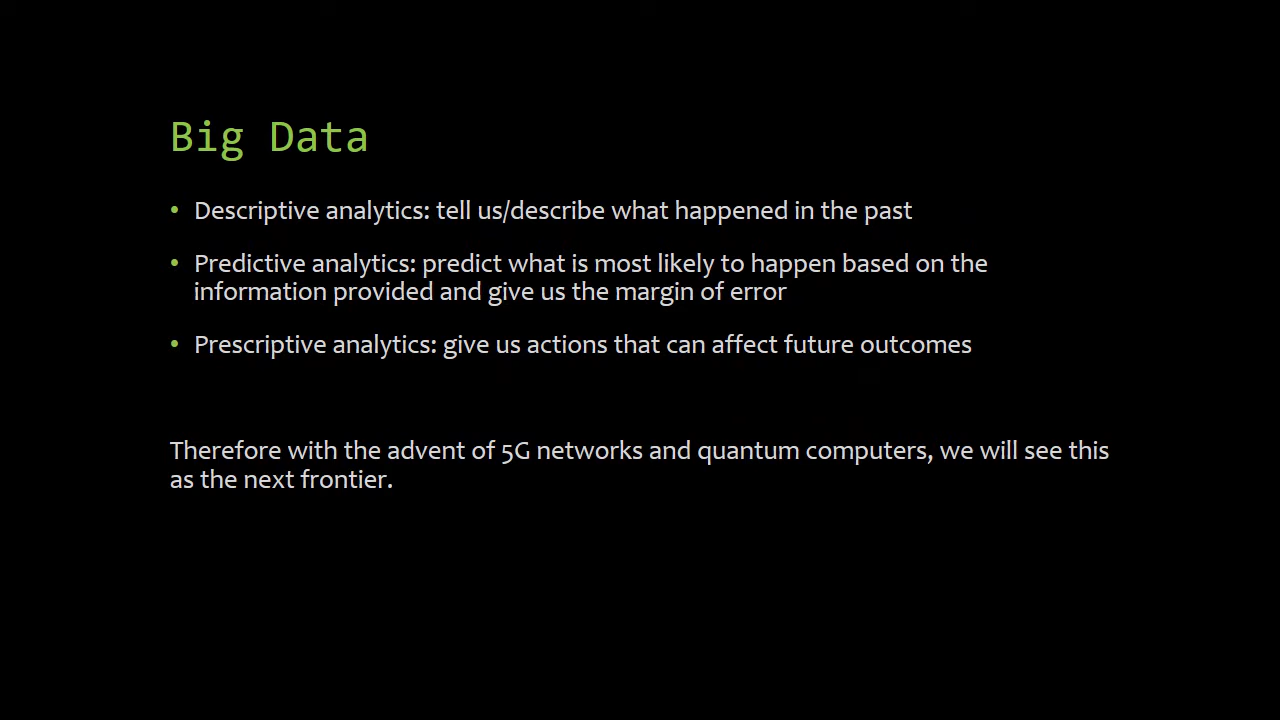 Big Data
• Descriptive analytics: tell us/describe what happened in the past
• Predictive analytics: predict what is most likely to happen based on the
information provided and give us the margin of error
• Prescriptive analytics: give us actions that can affect future outcomes
Therefore with the advent of 5G networks and quantum computers, we will see this
as the next frontier.